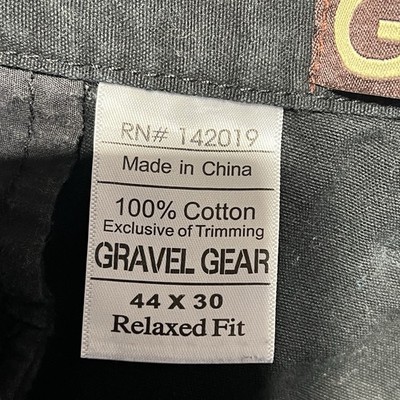 G
RN# 142019
Made in China
100% Cotton
Exclusive of Trimming
GRAVEL GEAR
44 X 30
Relaxed Fit